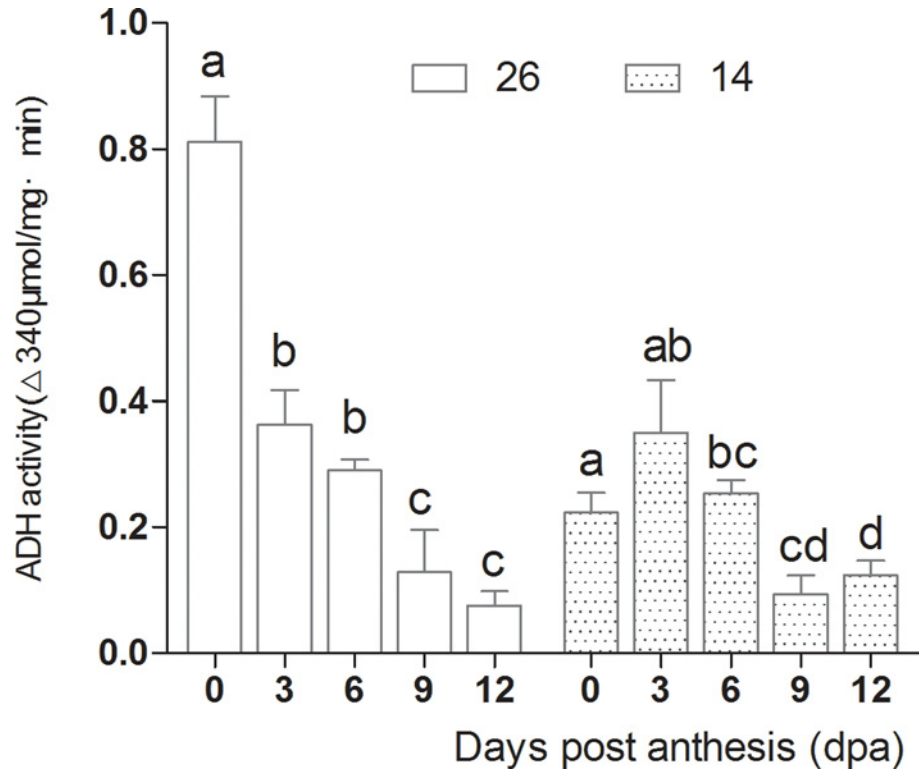 ADH activity(△ 340µmol/mg· min)
1.0
0.8
0.6
0.4
0.2
0.0
26 14
a
b
b
c
c
a
ab
bc
cd
d
0 3 6 9 12 0 3 6 9 12
Days post anthesis (dpa)